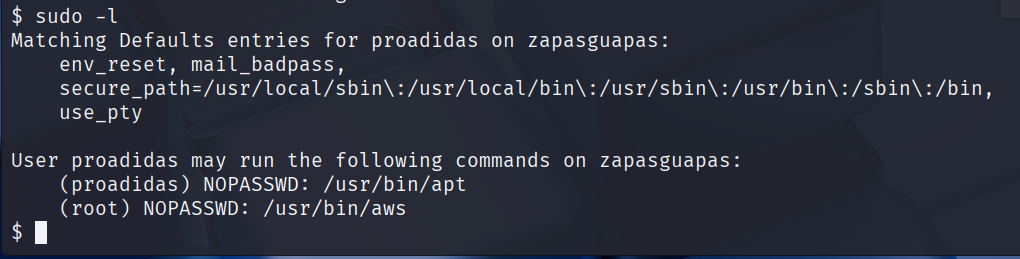 $ sudo -l
Matching Defaults entries for proadidas on zapasguapas:
    env_reset, mail_badpass,
    secure_path=/usr/local/sbin\:/usr/local/bin\:/usr/sbin\:/usr/bin\:/sbin\:/bin,
    use_pty

User proadidas may run the following commands on zapasguapas:
    (proadidas) NOPASSWD: /usr/bin/apt
    (root) NOPASSWD: /usr/bin/aws
$